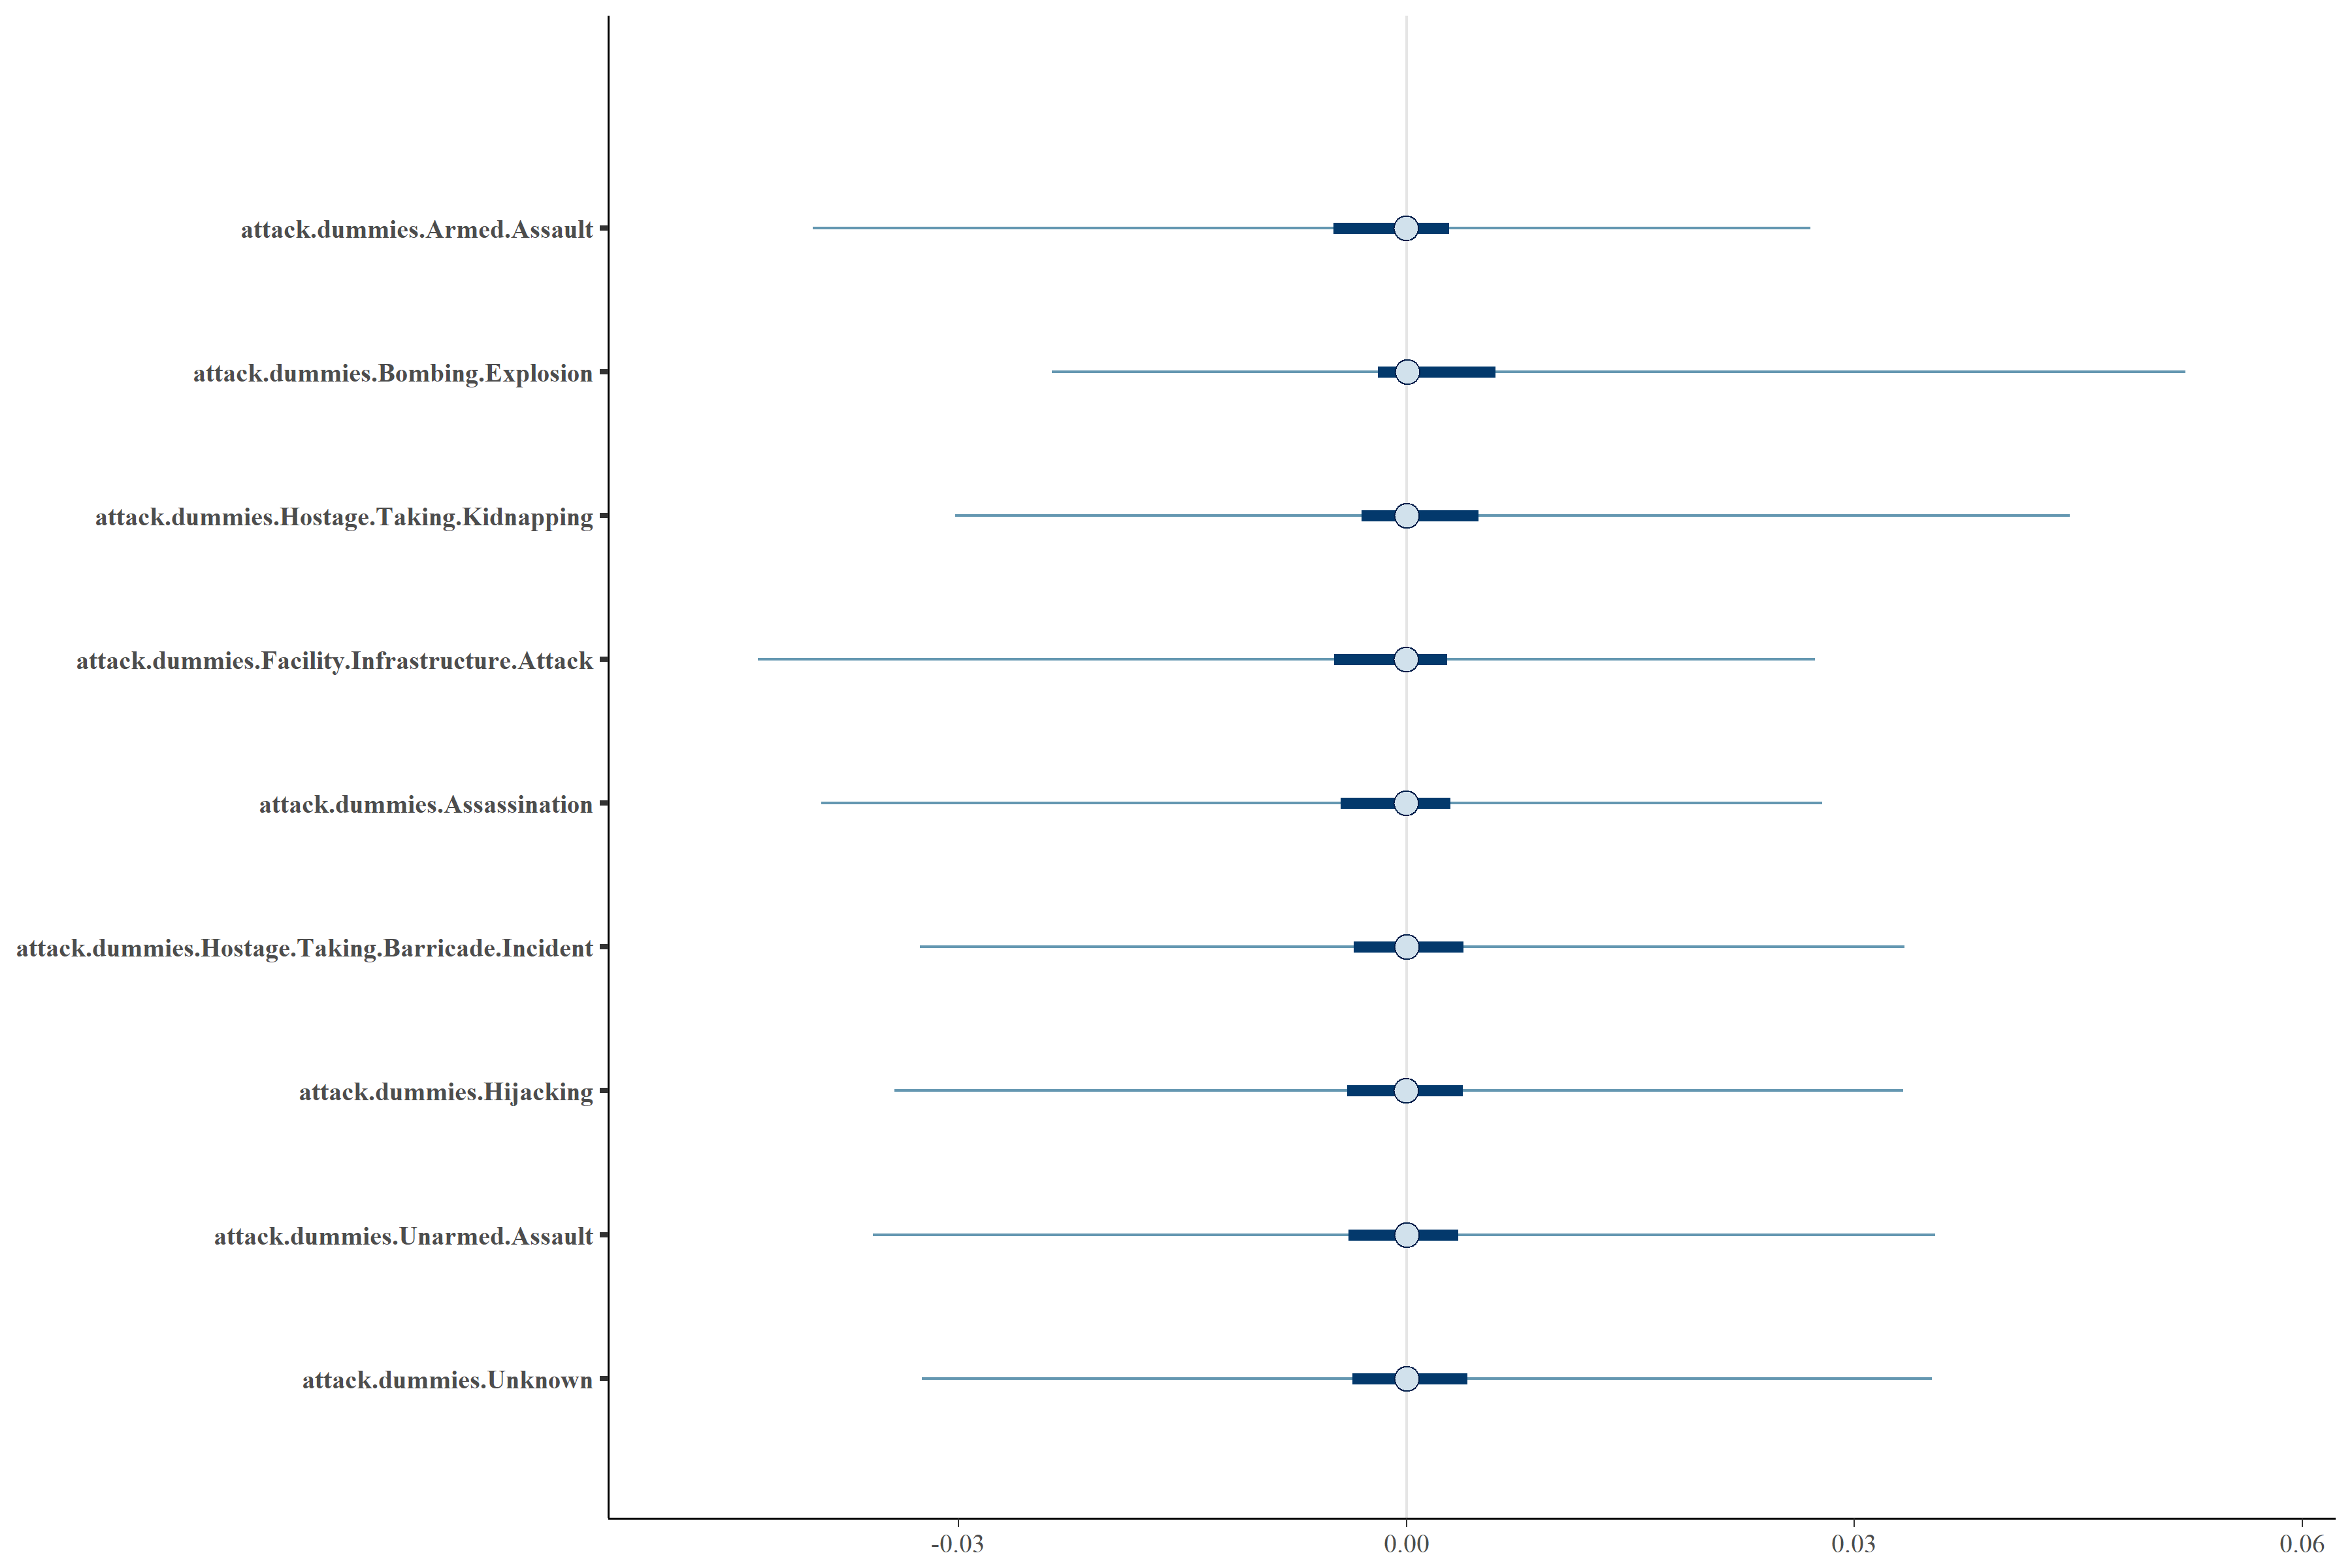 attack.dummies.Armed.Assault
attack.dummies.Bombing.Explosion
attack.dummies.Hostage.Taking.Kidnapping
attack.dummies.Facility.Infrastructure.Attack
attack.dummies.Assassination
attack.dummies.Hostage.Taking.Barricade.Incident
attack.dummies.Hijacking
attack.dummies.Unarmed.Assault
attack.dummies.Unknown
-0.03 0.00 0.03 0.06